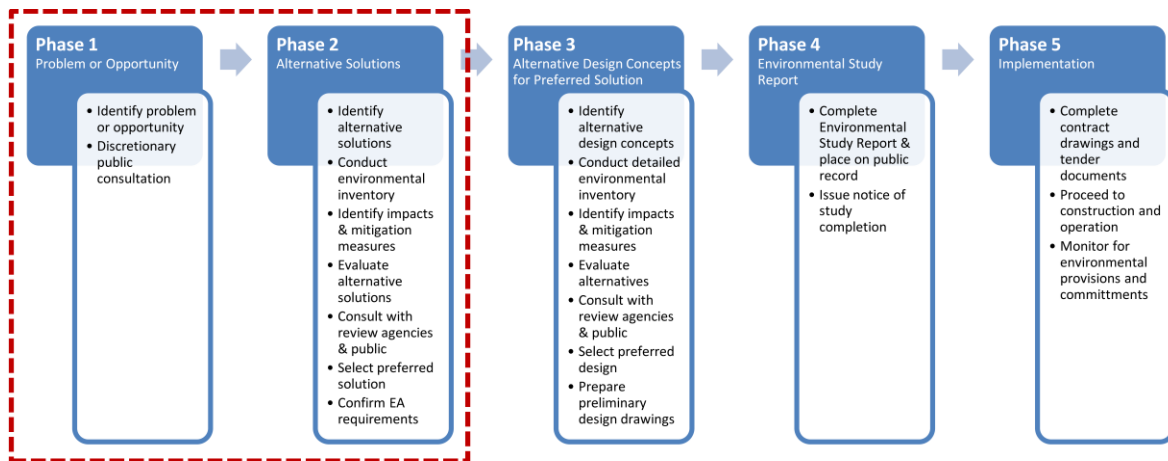 Phase 1
Problem or Opportunity
• Identify problem
or opportunity
• Discretionary
public
consultation
Phase 2
Alternative Solutions
• Identify
alternative
solutions
• Conduct
environmental
inventory
• Identify impacts
& mitigation
measures
• Evaluate
alternative
solutions
• Consult with
review agencies
& public
• Select preferred
solution
• Confirm EA
requirements
Phase 3
Alternative Design Concepts
for Preferred Solution
• Identify
alternative
design concepts
• Conduct detailed
environmental
inventory
• Identify impacts
& mitigation
measures
• Evaluate
alternatives
• Consult with
review agencies
& public
• Select preferred
design
• Prepare
preliminary
design drawings
Phase 4
Environmental Study
Report
• Complete
Environmental
Study Report &
place on public
record
• Issue notice of
study
completion
Phase 5
Implementation
• Complete
contract
drawings and
tender
documents
• Proceed to
construction and
operation
• Monitor for
environmental
provisions and
committments